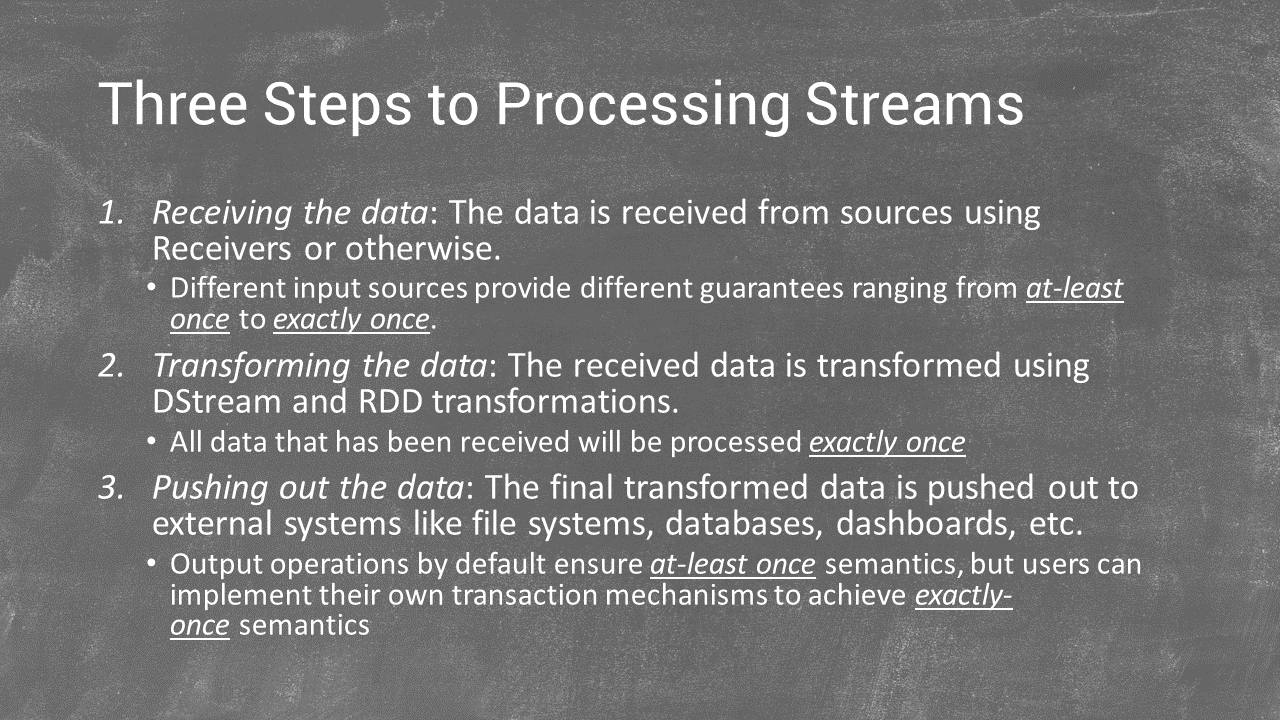 Three Steps to Processing Streams
1. Receiving the data: The data is received from sources using
Receivers or otherwise.
• Different input sources provide different guarantees ranging from at-least
once to exactly once.
2. Transforming the data: The received data is transformed using
DStream and RDD transformations.
• All data that has been received will be processed exactly once
3. Pushing out the data: The final transformed data is pushed out to
external systems like file systems, databases, dashboards, etc.
• Output operations by default ensure at-least once semantics, but users can
implement their own transaction mechanisms to achieve exactly-
once semantics